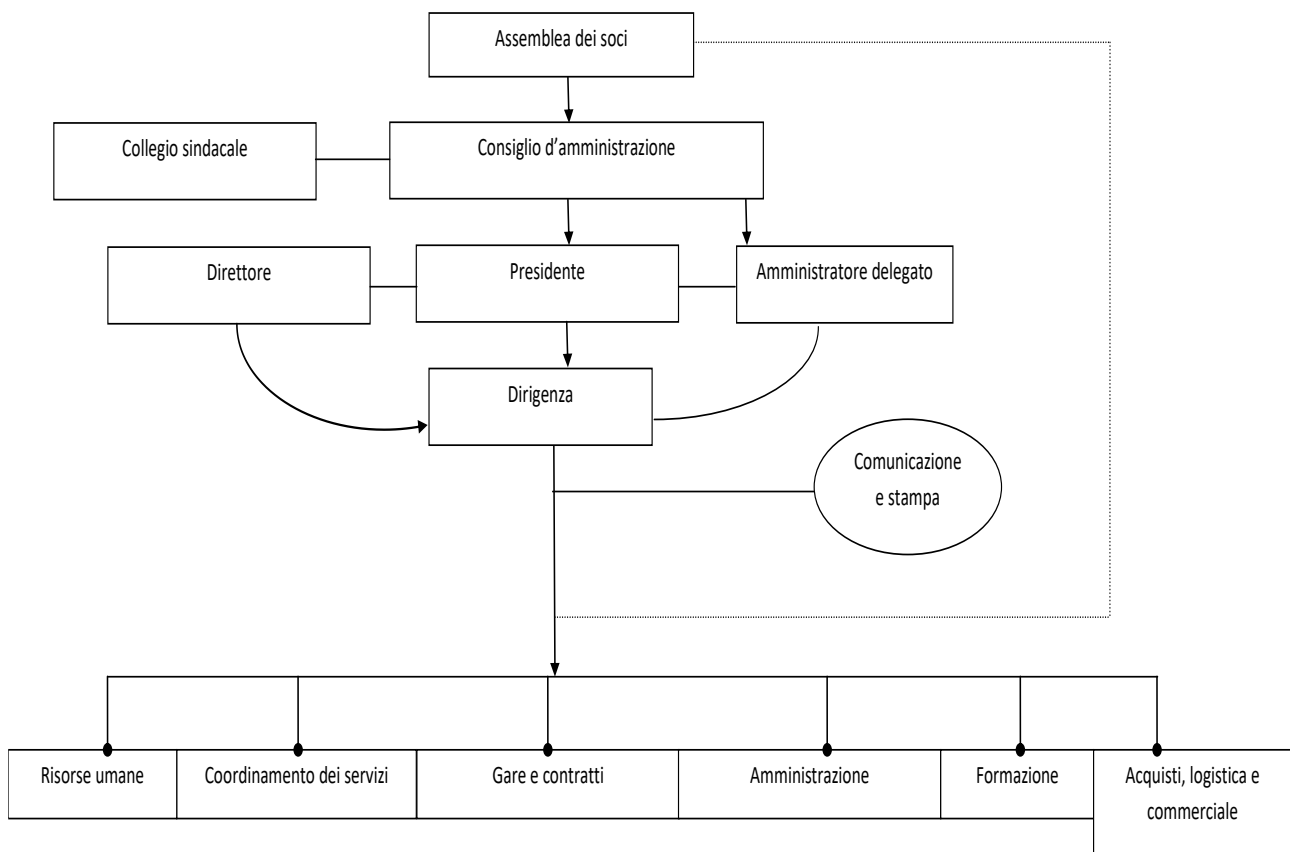 Assemblea dei soci
Collegio sindacale
Consiglio d’amministrazione
Direttore
Presidente
Amministratore delegato
Dirigenza
Comunicazione
e stampa
Risorse umane
Coordinamento dei servizi
Gare e contratti
Amministrazione
Formazione
Acquisti, logistica e
commerciale